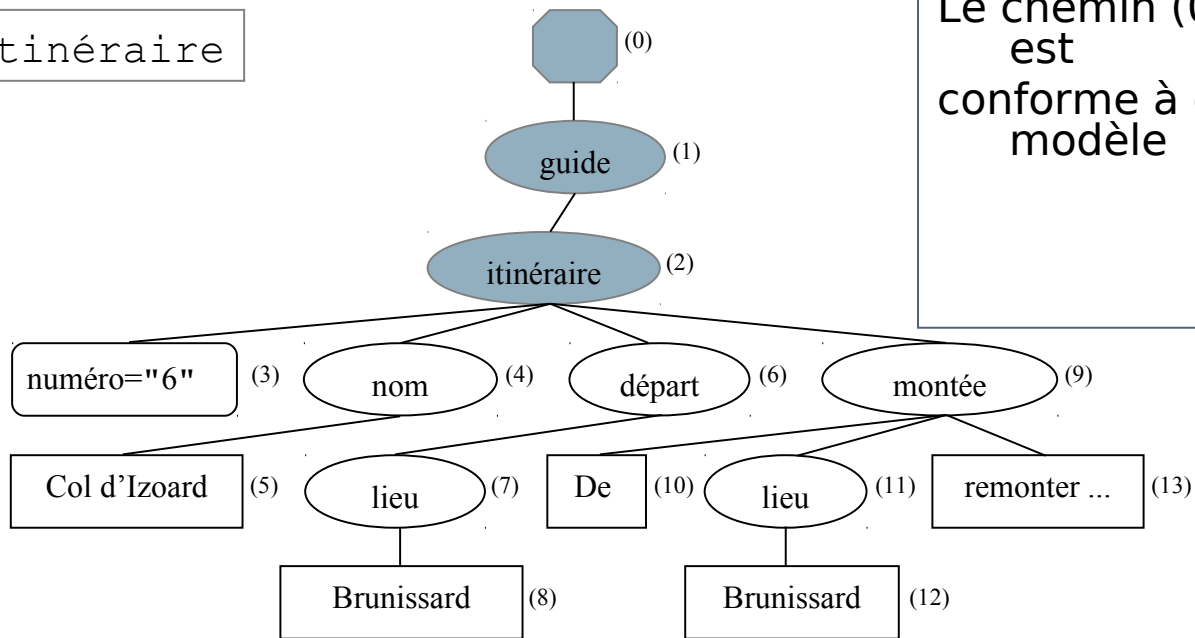 tinéraire
(0)
Le chemin (0
est
conforme à
modèle
guide
(1)
itinéraire
(2)
numéro="6"
(3)
nom
(4)
départ
(6)
montée
(9)
Col d’Izoard
(5)
lieu
(7)
De
(10)
lieu
(11)
remonter ...
(13)
Brunissard
(8)
Brunissard
(12)